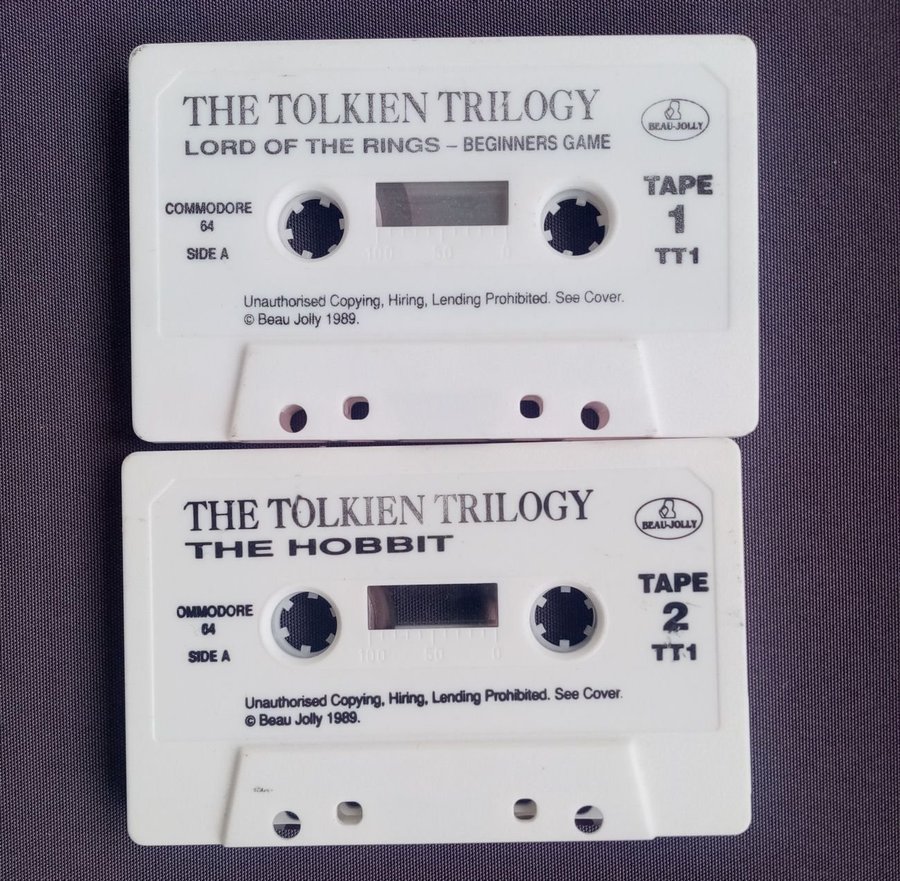 THE TOLKIEN TRILOGY
LORD OF THE RINGS – BEGINNERS GAME
BEAU-JOLLY
COMMODORE
64
SIDE A
TAPE
1
TT1
100 50 0
Unauthorised Copying, Hiring, Lending Prohibited. See Cover.
© Beau Jolly 1989.
THE TOLKIEN TRILOGY
THE HOBBIT
BEAU-JOLLY
OMMODORE
64
SIDE A
TAPE
2
TT1
100 50 0
Unauthorised Copying, Hiring, Lending Prohibited. See Cover.
© Beau Jolly 1989.